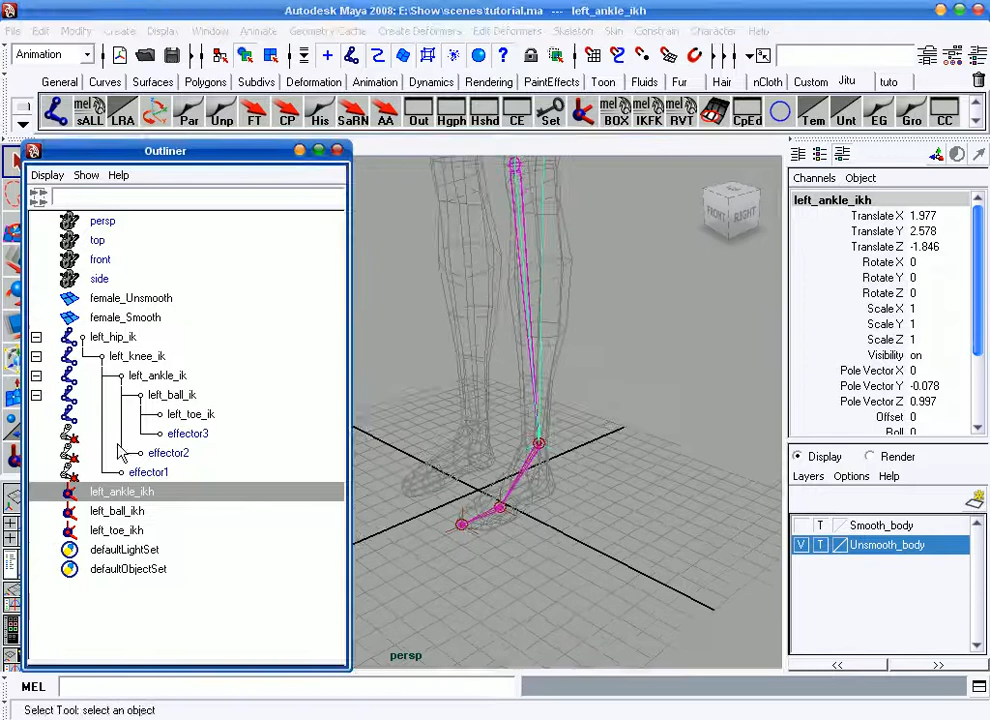 Autodesk Maya 2008: E:\Show scenes\tutorial.ma --- left_ankle_ikh
File Edit Modify Create Display Window Animate Geometry Cache Create Deformers Edit Deformers Skeleton Skin Constrain Character Help
Animation
General Curves Surfaces Polygons Subdivs Deformation Animation Dynamics Rendering PaintEffects Toon Fluids Fur Hair nCloth Custom Jitu tuto
mel sALL LRA Par Unp FT CP His SaRN AA Out Hgph Hshd CE Set mel BOX mel IKFK mel RVT CpEd Tem Unt EG Gro CC
Outliner
Display Show Help
persp
top
front
side
female_Unsmooth
female_Smooth
left_hip_ik
left_knee_ik
left_ankle_ik
left_ball_ik
left_toe_ik
effector3
effector2
effector1
left_ankle_ikh
left_ball_ikh
left_toe_ikh
defaultLightSet
defaultObjectSet
FRONT RIGHT
persp
Channels Object
left_ankle_ikh
Translate X 1.977
Translate Y 2.578
Translate Z -1.846
Rotate X 0
Rotate Y 0
Rotate Z 0
Scale X 1
Scale Y 1
Scale Z 1
Visibility on
Pole Vector X 0
Pole Vector Y -0.078
Pole Vector Z 0.997
Offset 0
Roll 0
Display Render
Layers Options Help
T Smooth_body
V T Unsmooth_body
<< >>
MEL
Select Tool: select an object